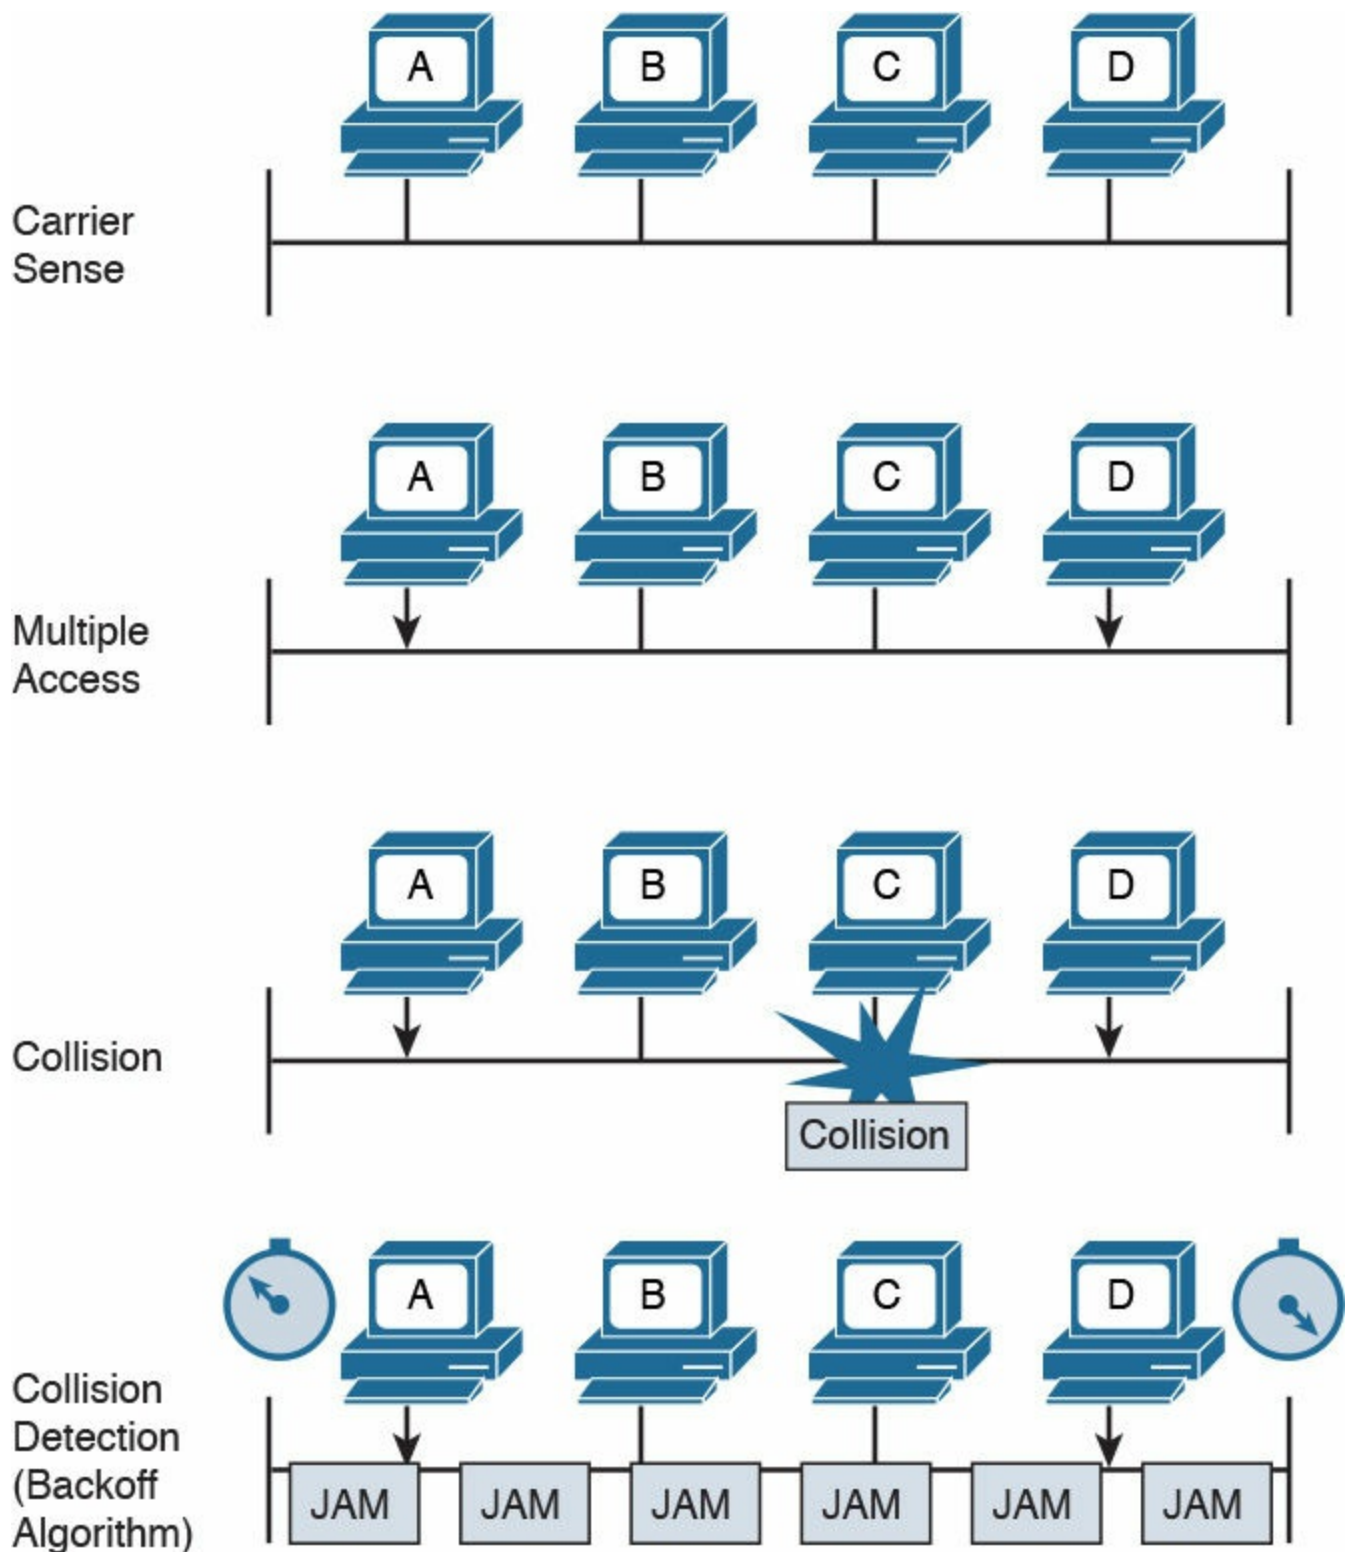 A B C D
Carrier
Sense
A B C D
Multiple
Access
A B C D
Collision
Collision
A B C D
Collision
Detection
(Backoff
Algorithm)
JAM JAM JAM JAM JAM JAM